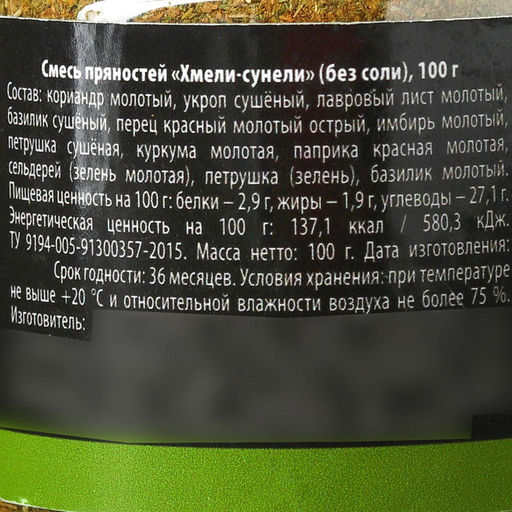 Смесь пряностей «Хмели-сунели» (без соли), 100 г
Состав: кориандр молотый, укроп сушёный, лавровый лист молотый,
базилик сушёный, перец красный молотый острый, имбирь молотый,
петрушка сушёная, куркума молотая, паприка красная молотая,
сельдерей (зелень молотая), петрушка (зелень), базилик молотый.
Пищевая ценность на 100 г: белки – 2,9 г, жиры – 1,9 г, углеводы – 27,1 г.
Энергетическая ценность на 100 г: 137,1 ккал / 580,3 кДж.
ТУ 9194-005-91300357-2015. Масса нетто: 100 г. Дата изготовления:
Срок годности: 36 месяцев. Условия хранения: при температуре
не выше +20 °С и относительной влажности воздуха не более 75 %.
Изготовитель: